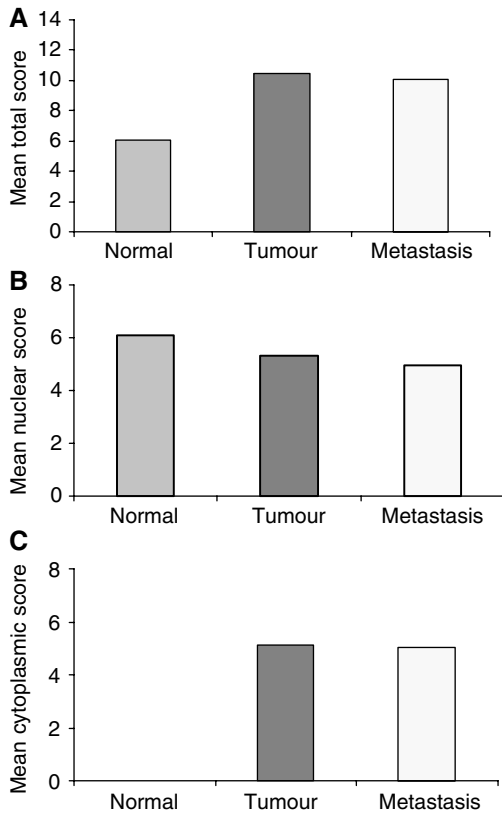 A
Mean total score
14
12
10
8
6
4
2
0
Normal Tumour Metastasis
B
Mean nuclear score
8
6
4
2
0
Normal Tumour Metastasis
C
Mean cytoplasmic score
8
6
4
2
0
Normal Tumour Metastasis